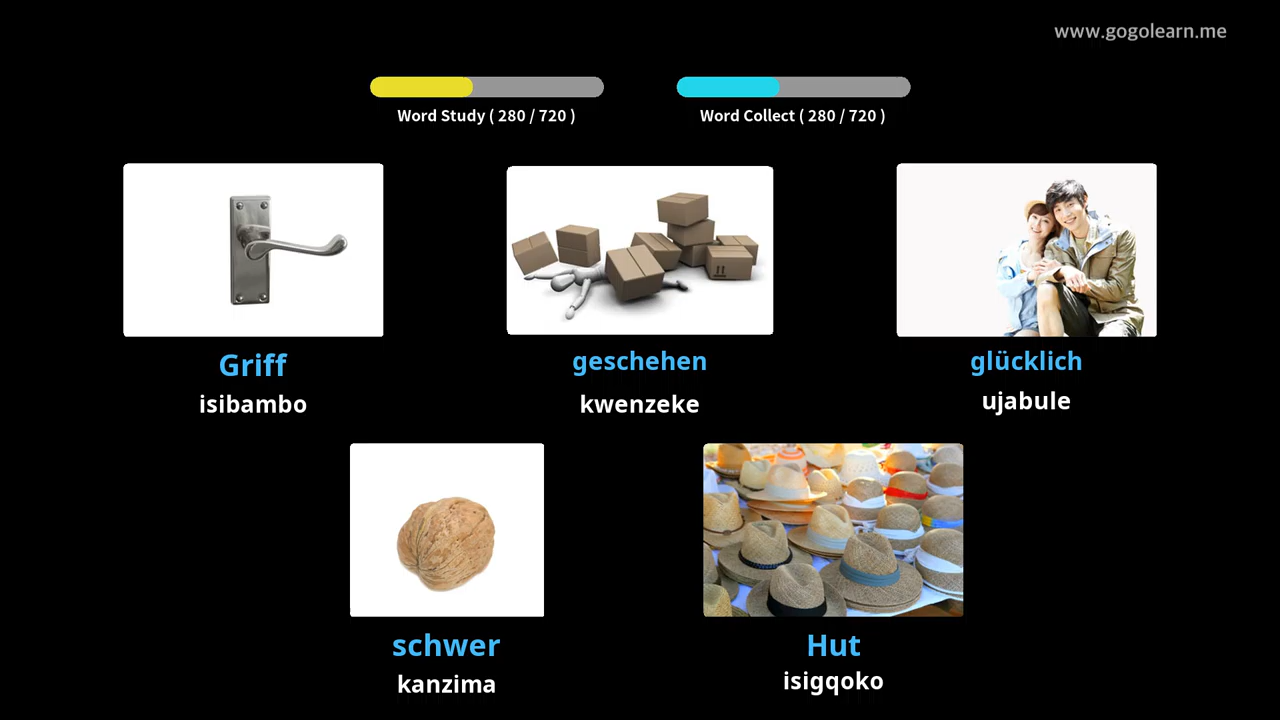 www.gogolearn.me
Word Study ( 280 / 720 )
Word Collect ( 280 / 720 )
Griff
isibambo
geschehen
kwenzeke
glücklich
ujabule
schwer
kanzima
Hut
isigqoko